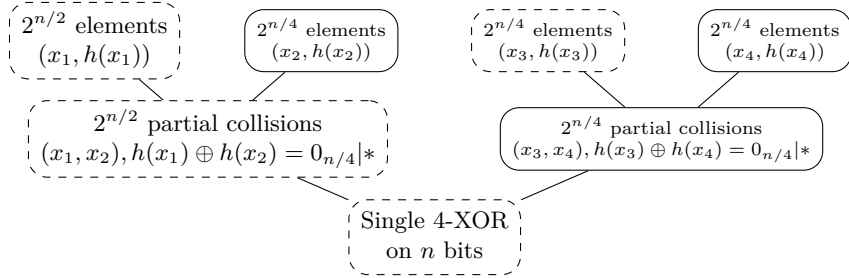 2^{n/2} elements
(x_1, h(x_1))
2^{n/4} elements
(x_2, h(x_2))
2^{n/4} elements
(x_3, h(x_3))
2^{n/4} elements
(x_4, h(x_4))
2^{n/2} partial collisions
(x_1, x_2), h(x_1) ⊕ h(x_2) = 0_{n/4}|∗
2^{n/4} partial collisions
(x_3, x_4), h(x_3) ⊕ h(x_4) = 0_{n/4}|∗
Single 4-XOR
on n bits